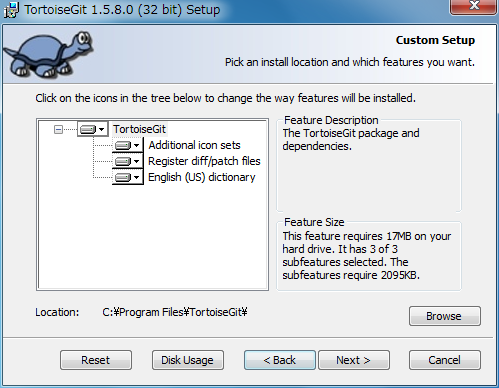 TortoiseGit 1.5.8.0 (32 bit) Setup
Custom Setup
Pick an install location and which features you want.
Click on the icons in the tree below to change the way features will be installed.
TortoiseGit
Additional icon sets
Register diff/patch files
English (US) dictionary
Feature Description
The TortoiseGit package and
dependencies.
Feature Size
This feature requires 17MB on your
hard drive. It has 3 of 3
subfeatures selected. The
subfeatures require 2095KB.
Location: C:¥Program Files¥TortoiseGit¥
Browse
Reset
Disk Usage
< Back
Next >
Cancel